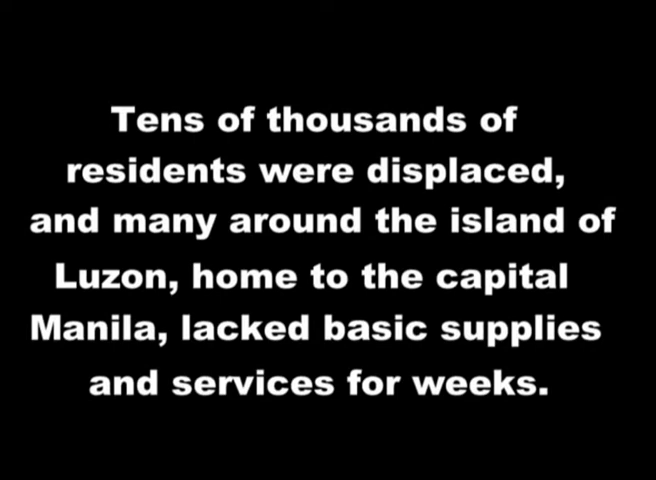 Tens of thousands of
residents were displaced,
and many around the island of
Luzon, home to the capital
Manila, lacked basic supplies
and services for weeks.